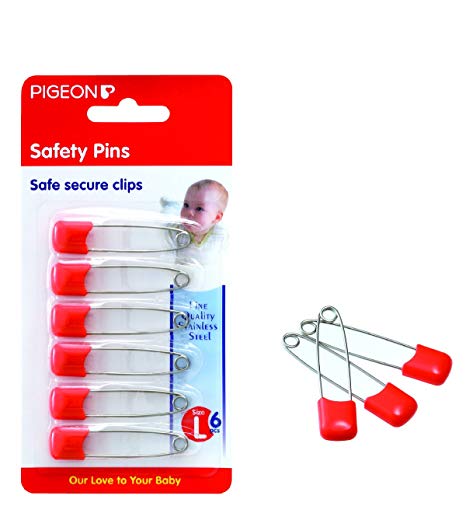 PIGEON
Safety Pins
Safe secure clips
Fine
Quality
Stainless
Steel
Size
L
6
pcs
Our Love to Your Baby